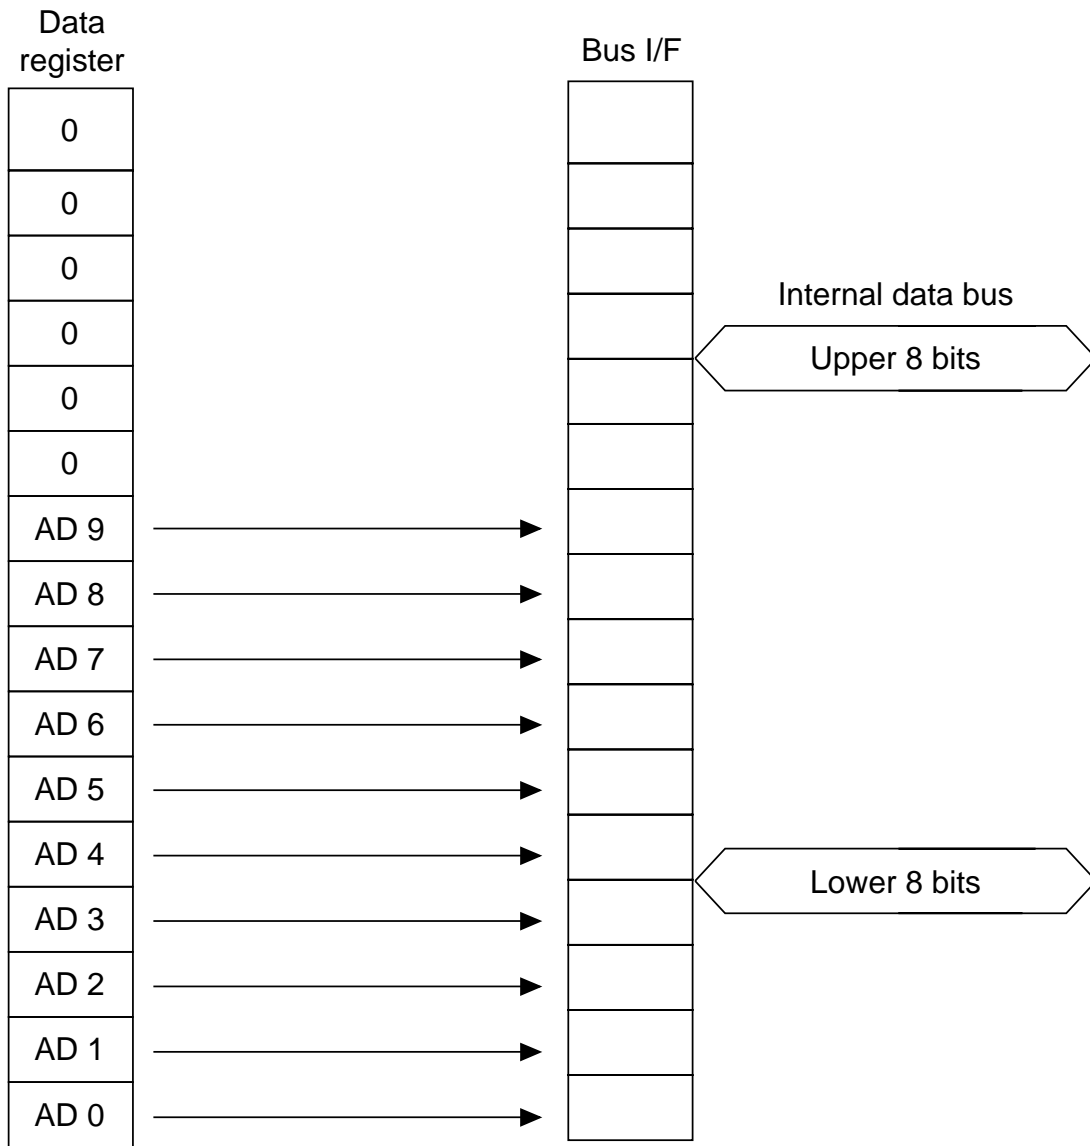 Data
register
Bus I/F
0
0
0
0
0
0
AD 9
AD 8
AD 7
AD 6
AD 5
AD 4
AD 3
AD 2
AD 1
AD 0
Internal data bus
Upper 8 bits
Lower 8 bits